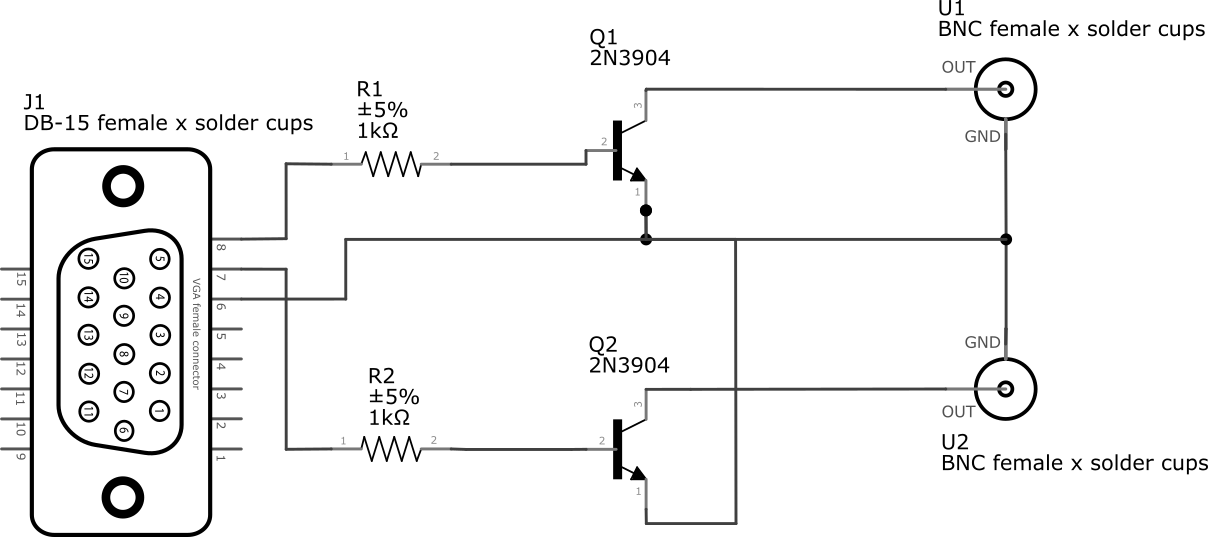 U1
BNC female x solder cups
OUT
GND
Q1
2N3904
3
2
1
R1
±5%
1kΩ
1
2
J1
DB-15 female x solder cups
8
7
6
5
4
3
2
1
15
14
13
12
11
10
9
VGA female connector
15
5
10
14
4
9
13
3
8
12
2
7
11
1
6
R2
±5%
1kΩ
1
2
Q2
2N3904
3
2
1
GND
OUT
U2
BNC female x solder cups